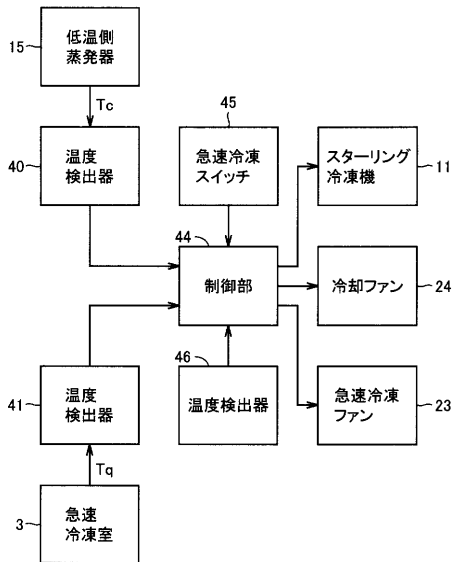 15
低温側
蒸発器
Tc
40
温度
検出器
45
急速冷凍
スイッチ
スターリング
冷凍機
11
44
制御部
冷却ファン
24
41
温度
検出器
46
温度検出器
急速冷凍
ファン
23
Tq
3
急速
冷凍室